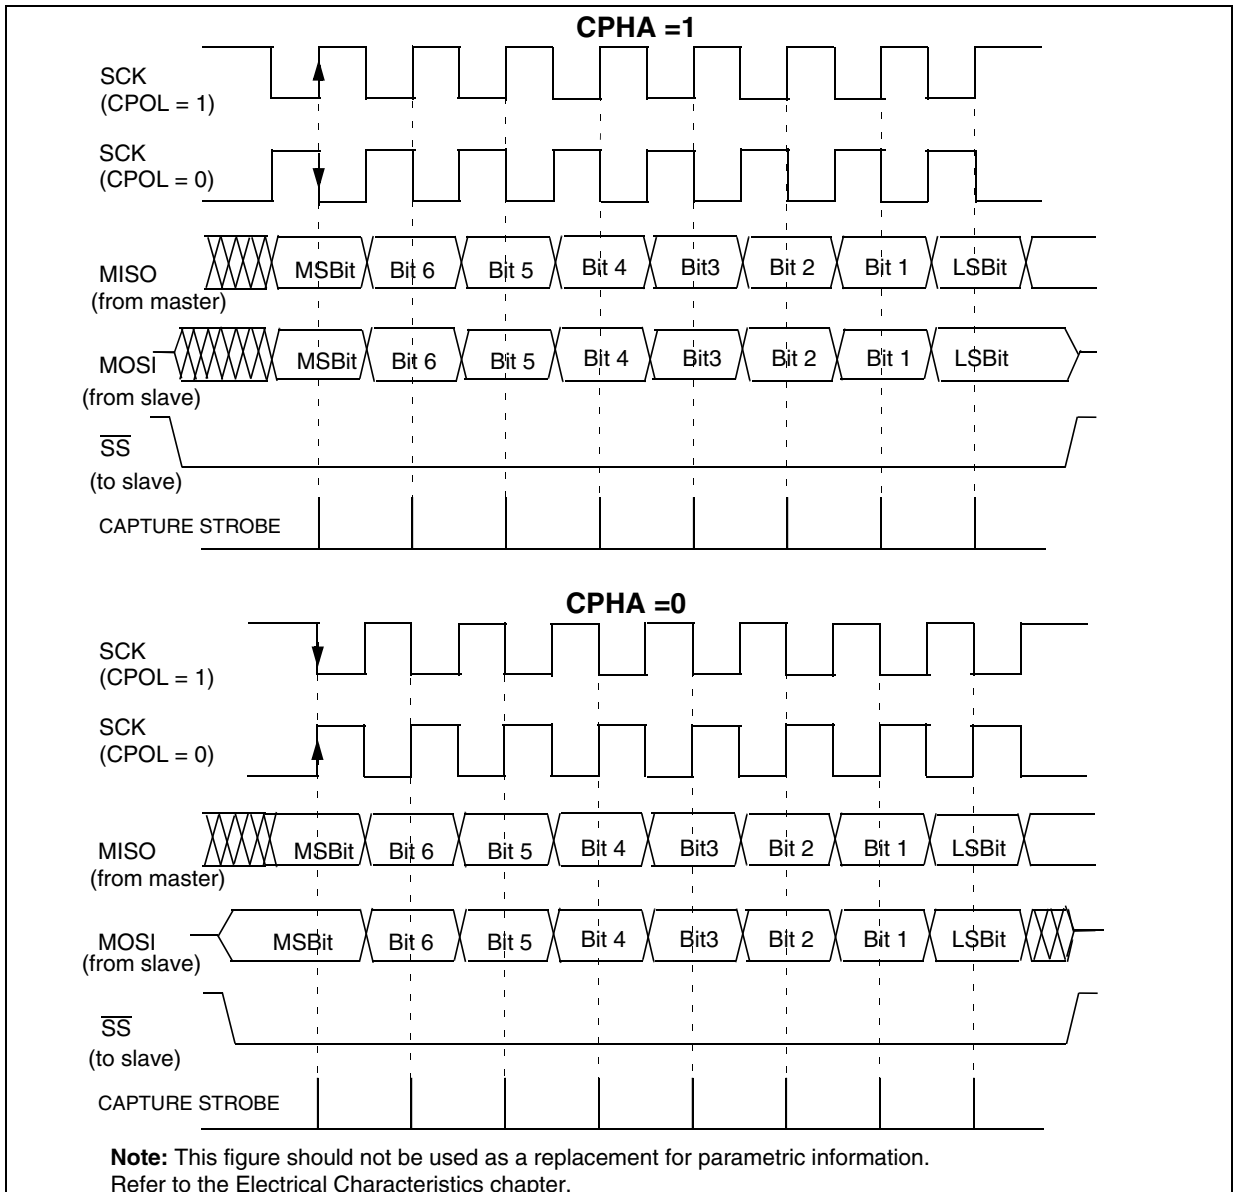 CPHA =1
SCK
(CPOL = 1)
SCK
(CPOL = 0)
MISO
(from master)
MSBit Bit 6 Bit 5 Bit 4 Bit3 Bit 2 Bit 1 LSBit
MOSI
(from slave)
MSBit Bit 6 Bit 5 Bit 4 Bit3 Bit 2 Bit 1 LSBit
SS
(to slave)
CAPTURE STROBE
CPHA =0
SCK
(CPOL = 1)
SCK
(CPOL = 0)
MISO
(from master)
MSBit Bit 6 Bit 5 Bit 4 Bit3 Bit 2 Bit 1 LSBit
MOSI
(from slave)
MSBit Bit 6 Bit 5 Bit 4 Bit3 Bit 2 Bit 1 LSBit
SS
(to slave)
CAPTURE STROBE
Note: This figure should not be used as a replacement for parametric information.
Refer to the Electrical Characteristics chapter.